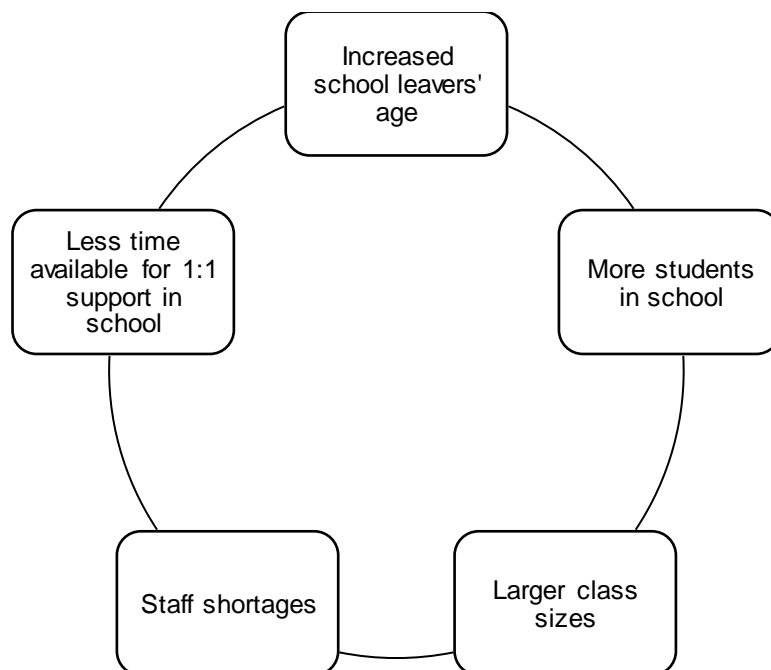 Increased
school leavers'
age
More students
in school
Larger class
sizes
Staff shortages
Less time
available for 1:1
support in
school